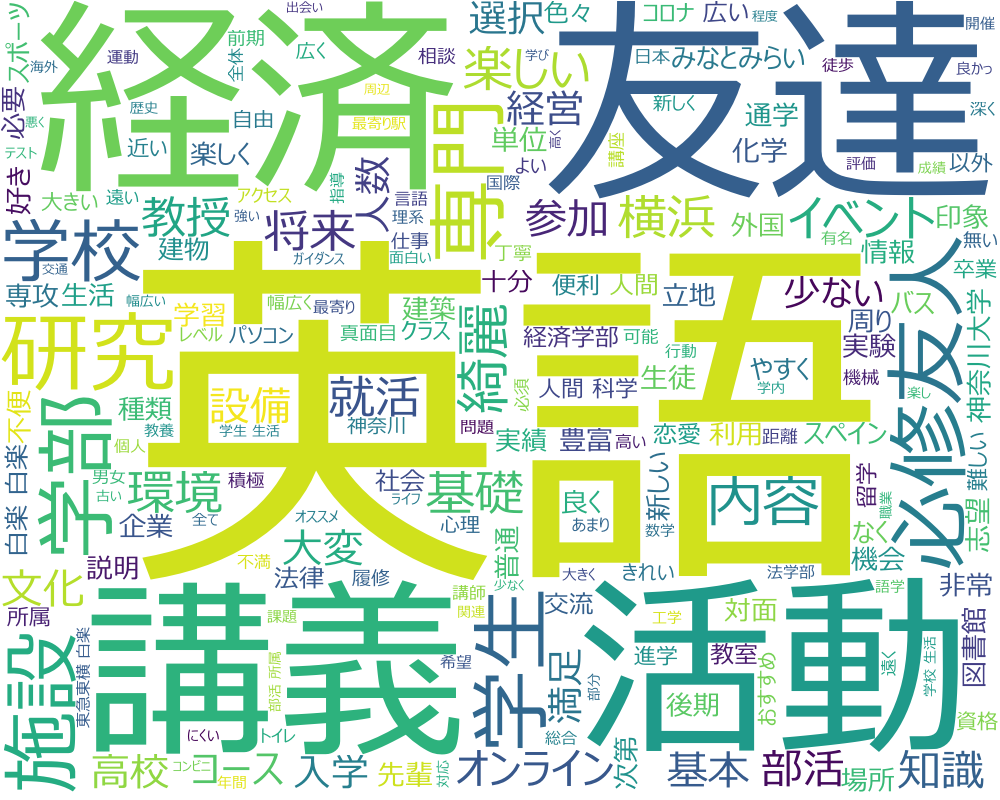 出会い
スポーツ
運動
前期
広く
相談
学び
選択
色々
コロナ
広い
程度
開催
経済
友達
海外
全体
楽しい
日本
みなとみらい
徒歩
良かっ
必要
悪く
歴史
自由
周辺
最寄り駅
経営
新しく
通学
深く
テスト
近い
楽しく
専門
単位
よい
高く
講座
化学
評価
成績
以外
好き
大きい
遠い
アクセス
指導
人数
言語
国際
強い
理系
教授
将来
仕事
参加
横浜
外国
イベント
印象
学校
建物
ガイダンス
面白い
丁寧
有名
情報
無い
交通
専攻
生活
幅広い
英語
十分
便利
人間
立地
少ない
バス
卒業
必修
友人
神奈川大学
研究
学習
幅広く
最寄り
建築
綺麗
周り
レベル
パソコン
真面目
クラス
経済学部
可能
行動
実験
不便
学部
種類
設備
就活
人間 科学
生徒
やすく
学内
機械
楽し
難しい
教養
個人
学生 生活
神奈川
必須
問題
実績
豊富
高い
恋愛
利用
距離
スペイン
白楽 白楽
男女
古い
環境
積極
社会
ライフ
基礎
良く
あまり
新しい
内容
留学
職業
志望
企業
全て
オススメ
心理
数学
なく
大変
普通
きれい
機会
説明
不満
法律
履修
少なく
大きく
法学部
非常
文化
所属
講師
関連
交流
対面
語学
図書館
施設
東急東横 白楽
講義
課題
学生
満足
工学
活動
部活 所属
希望
部分
進学
教室
おすすめ
遠く
学校 生活
にくい
トイレ
総合
後期
資格
高校
コンビニ
コース
年間
入学
先輩
対応
オンライン
次第
基本
部活
場所
知識